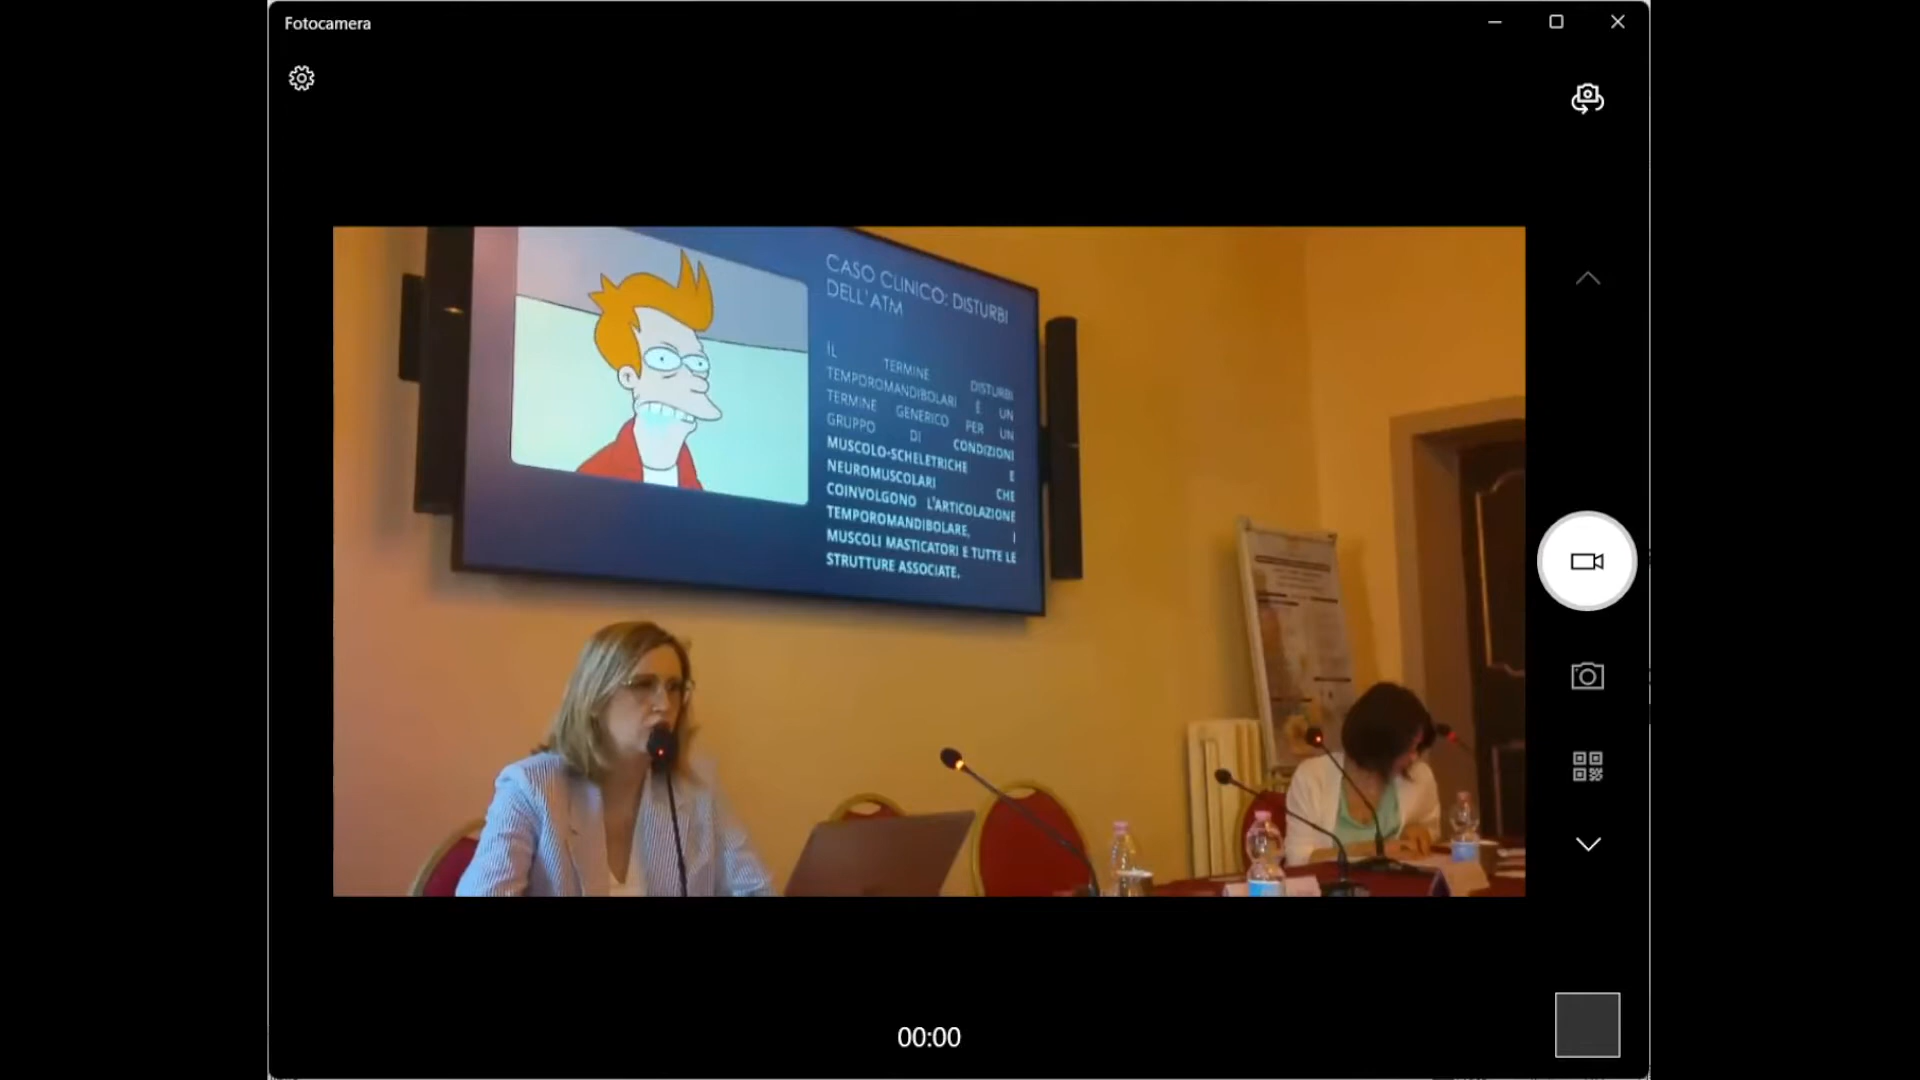 Fotocamera
CASO CLINICO: DISTURBI
DELL'ATM
IL TERMINE DISTURBI
TEMPOROMANDIBOLARI È UN
TERMINE GENERICO PER UN
GRUPPO DI CONDIZIONI
MUSCOLO-SCHELETRICHE E
NEUROMUSCOLARI CHE
COINVOLGONO L'ARTICOLAZIONE
TEMPOROMANDIBOLARE, I
MUSCOLI MASTICATORI E TUTTE LE
STRUTTURE ASSOCIATE.
00:00